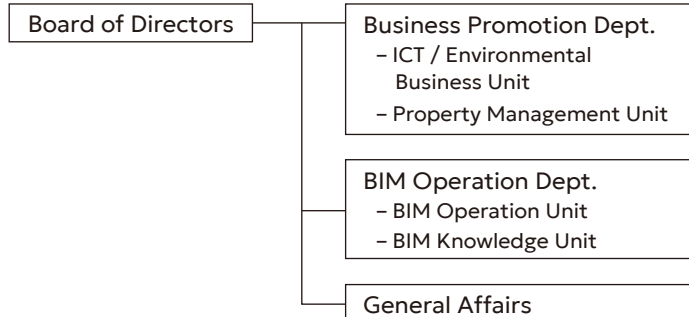 Board of Directors
Business Promotion Dept.
– ICT / Environmental
Business Unit
– Property Management Unit
BIM Operation Dept.
– BIM Operation Unit
– BIM Knowledge Unit
General Affairs